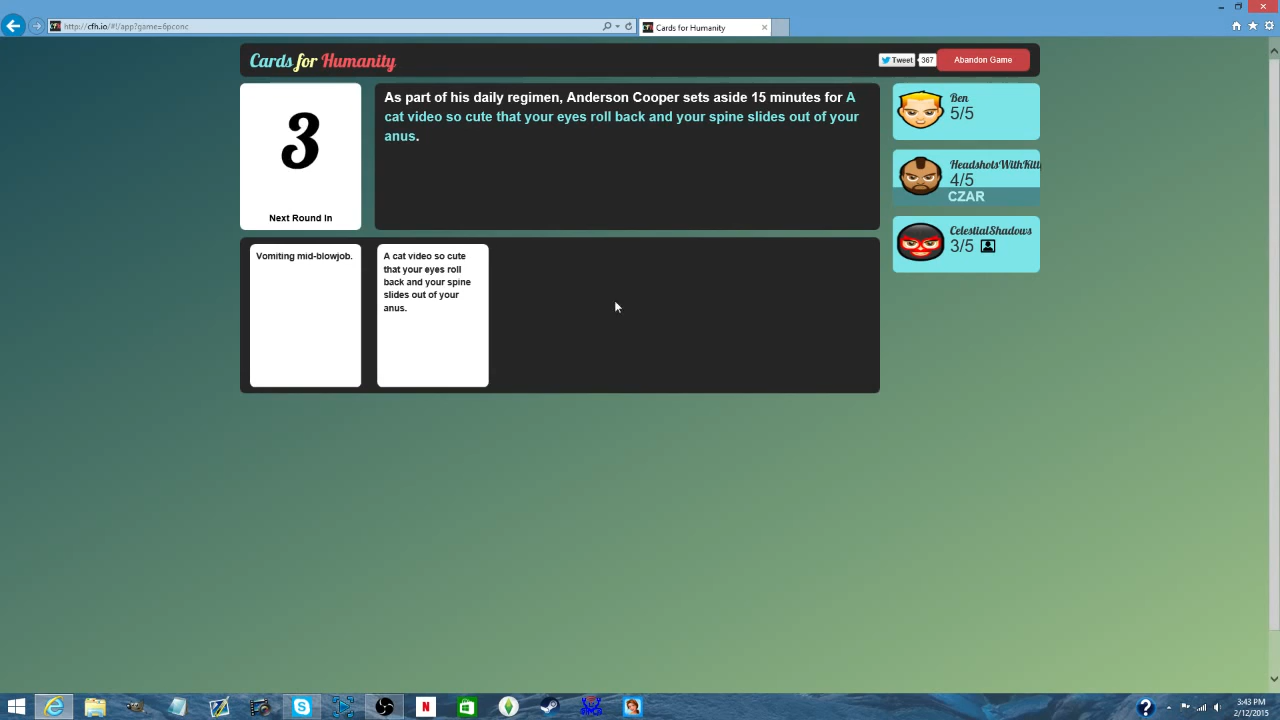 http://cfh.io/#!/app?game=6pconc
Cards for Humanity
Cards for Humanity
Tweet
367
Abandon Game
3
Next Round In
As part of his daily regimen, Anderson Cooper sets aside 15 minutes for A
cat video so cute that your eyes roll back and your spine slides out of your
anus.
Ben
5/5
HeadshotsWithKitt
4/5
CZAR
CelestialShadows
3/5
Vomiting mid-blowjob.
A cat video so cute
that your eyes roll
back and your spine
slides out of your
anus.
N
SIMS
3:43 PM
2/12/2015